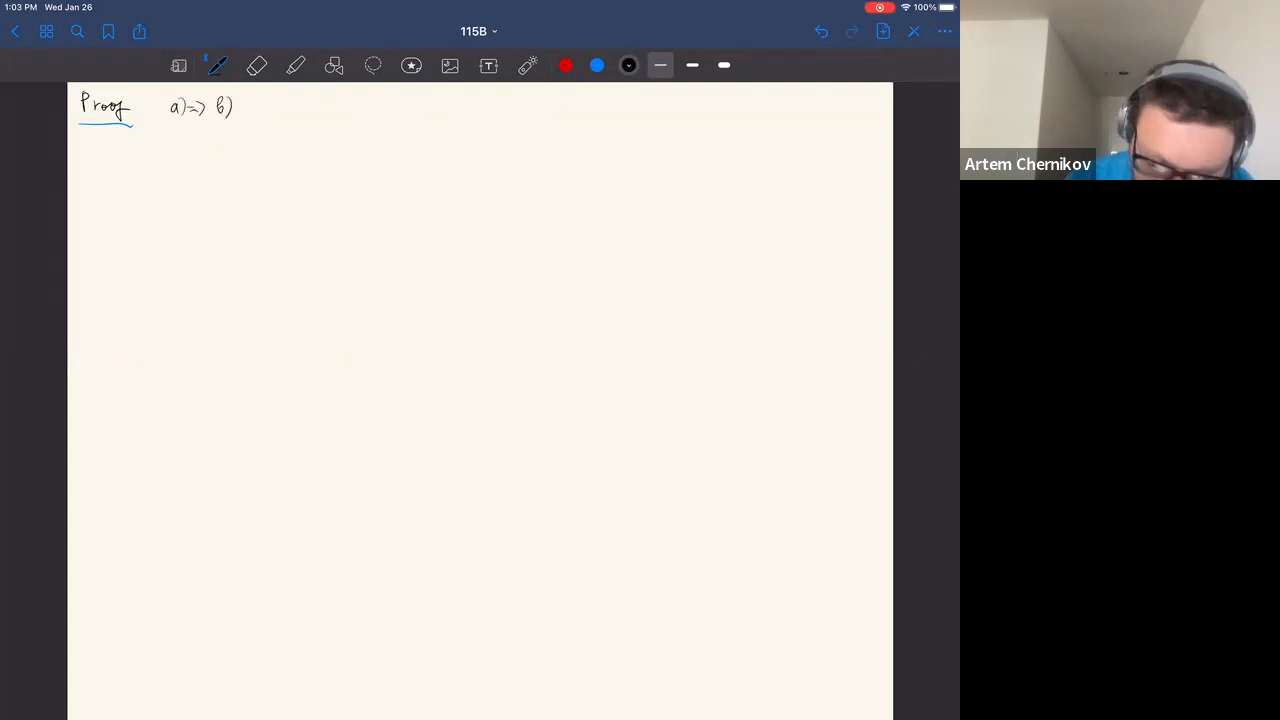 1:03 PM Wed Jan 26
100%
115B
Proof a) => b)
Artem Chernikov